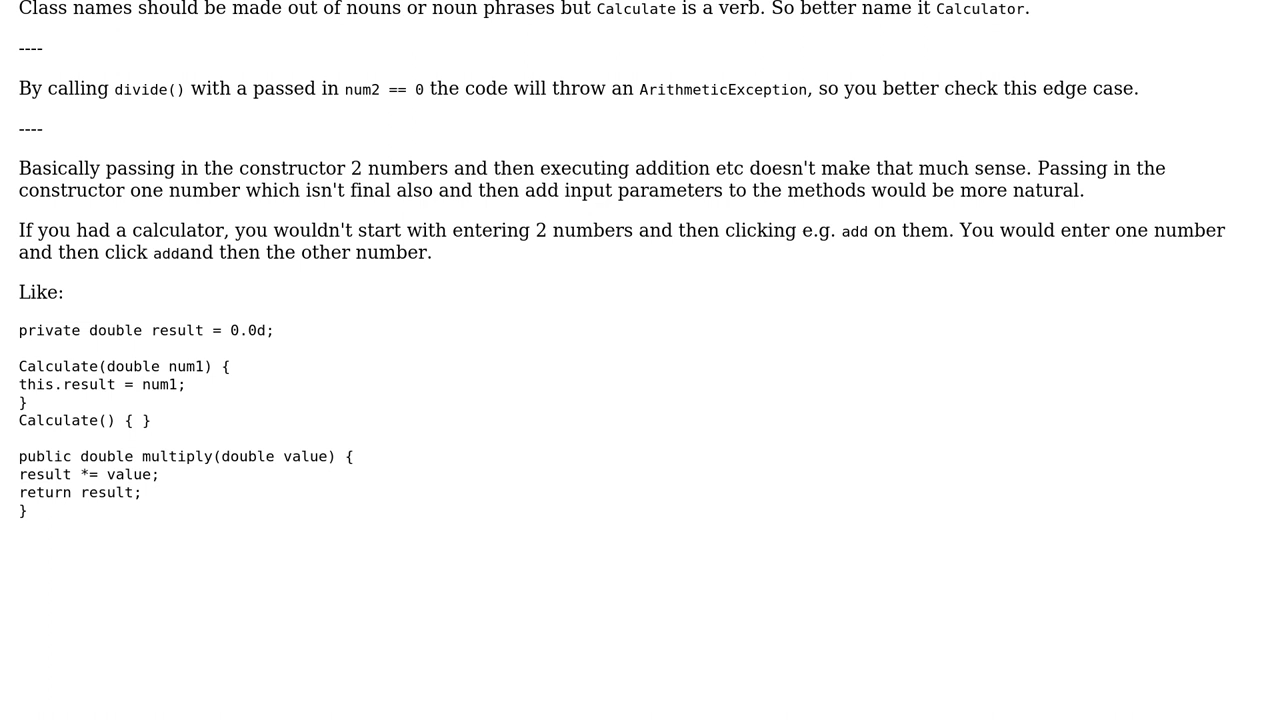 Class names should be made out of nouns or noun phrases but Calculate is a verb. So better name it Calculator.
----
By calling divide() with a passed in num2 == 0 the code will throw an ArithmeticException, so you better check this edge case.
----
Basically passing in the constructor 2 numbers and then executing addition etc doesn't make that much sense. Passing in the
constructor one number which isn't final also and then add input parameters to the methods would be more natural.
If you had a calculator, you wouldn't start with entering 2 numbers and then clicking e.g. add on them. You would enter one number
and then click addand then the other number.
Like:
private double result = 0.0d;
Calculate(double num1) {
this.result = num1;
}
Calculate() { }
public double multiply(double value) {
result *= value;
return result;
}